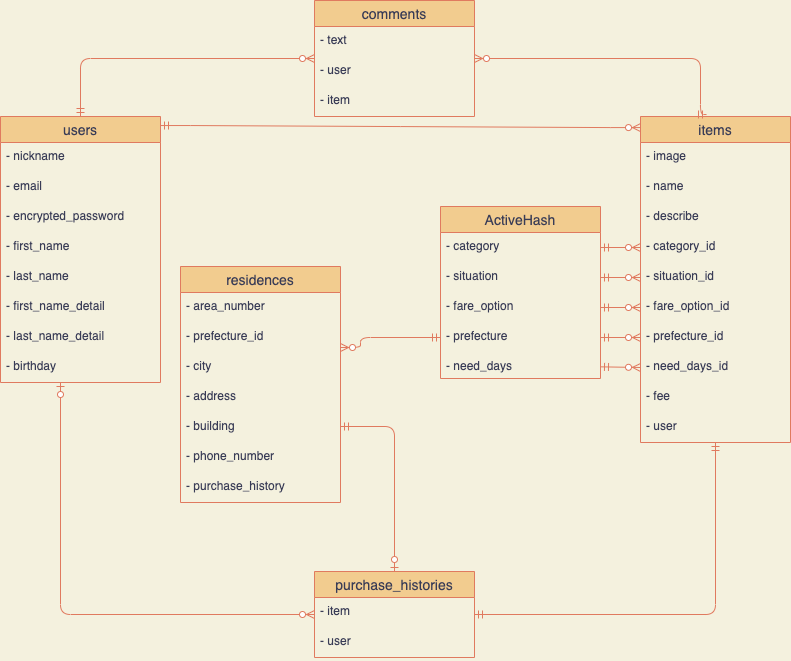 comments
- text
- user
- item
users
- nickname
- email
- encrypted_password
- first_name
- last_name
- first_name_detail
- last_name_detail
- birthday
items
- image
- name
- describe
- category_id
- situation_id
- fare_option_id
- prefecture_id
- need_days_id
- fee
- user
ActiveHash
- category
- situation
- fare_option
- prefecture
- need_days
residences
- area_number
- prefecture_id
- city
- address
- building
- phone_number
- purchase_history
purchase_histories
- item
- user